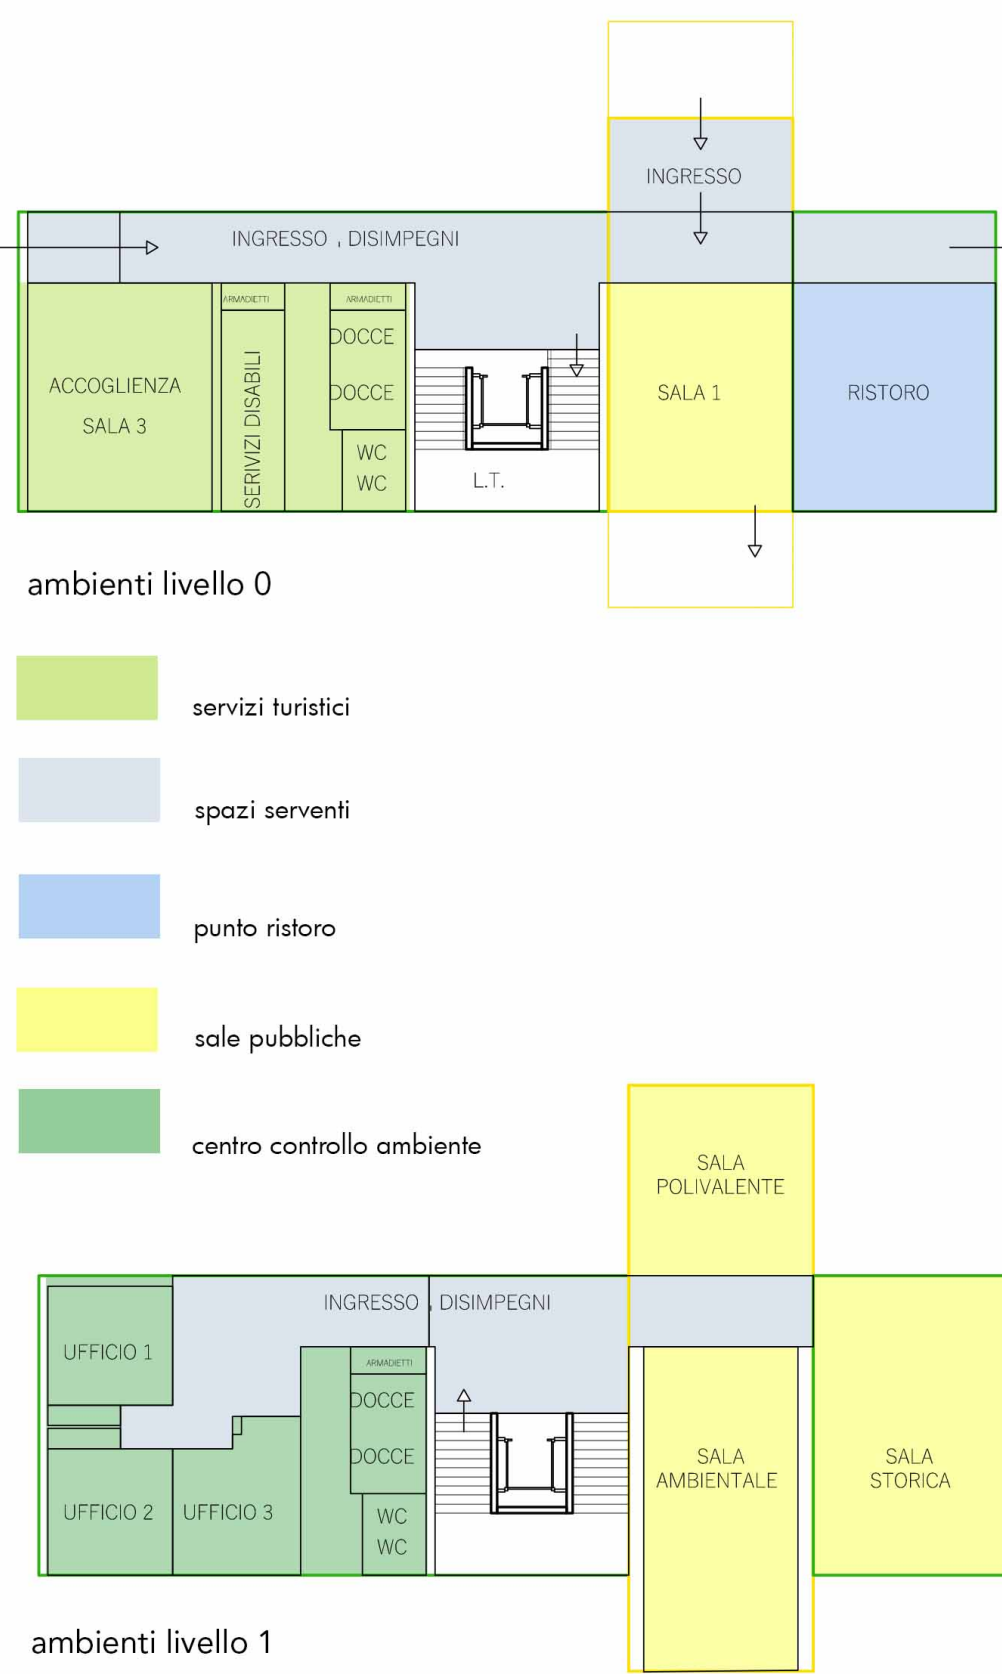 INGRESSO
INGRESSO , DISIMPEGNI
ARMADIETTI
ARMADIETTI
DOCCE
ACCOGLIENZA
SALA 3
SERIVIZI DISABILI
DOCCE
SALA 1
RISTORO
WC
WC
L.T.
ambienti livello 0
servizi turistici
spazi serventi
punto ristoro
sale pubbliche
centro controllo ambiente
SALA
POLIVALENTE
INGRESSO , DISIMPEGNI
UFFICIO 1
ARMADIETTI
DOCCE
DOCCE
SALA
AMBIENTALE
SALA
STORICA
UFFICIO 2
UFFICIO 3
WC
WC
ambienti livello 1